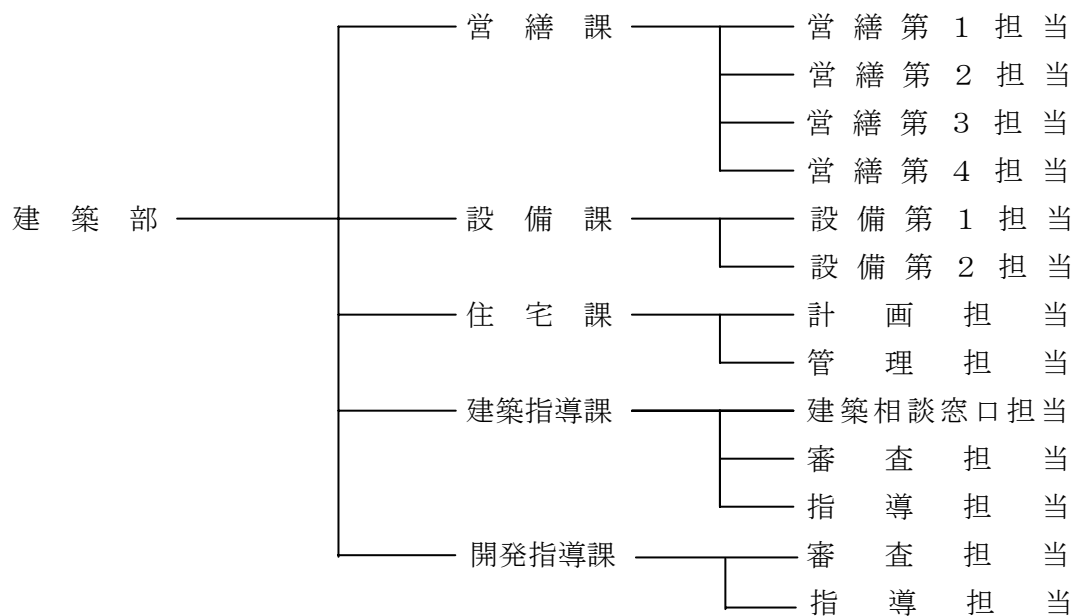 営繕課 営繕第1担当
営繕第2担当
営繕第3担当
営繕第4担当
建築部 設備課 設備第1担当
設備第2担当
住宅課 計画担当
管理担当
建築指導課 建築相談窓口担当
審査担当
指導担当
開発指導課 審査担当
指導担当